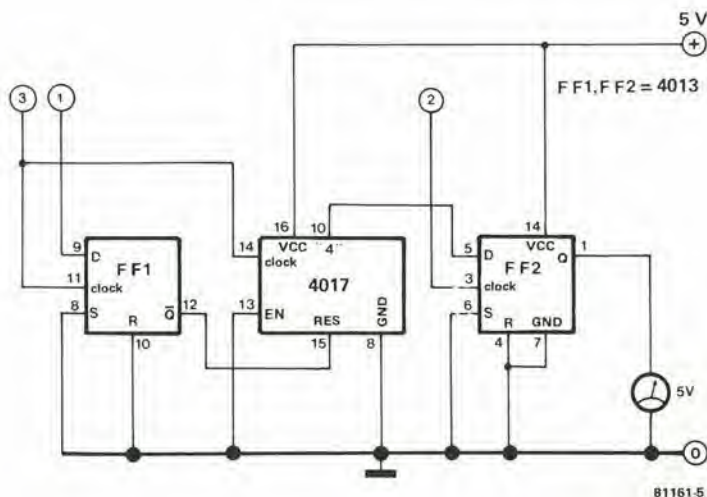 5 V
+
FF1, FF2 = 4013
3
1
2
16
10
14
VCC
"4"
14
clock
4017
13
EN
RES
GND
15
8
9
D
FF1
11
clock
8
S
R
Q̅
12
10
VCC
1
5
D
Q
FF2
3
clock
6
S
R
GND
4
7
5V
0
81161-5